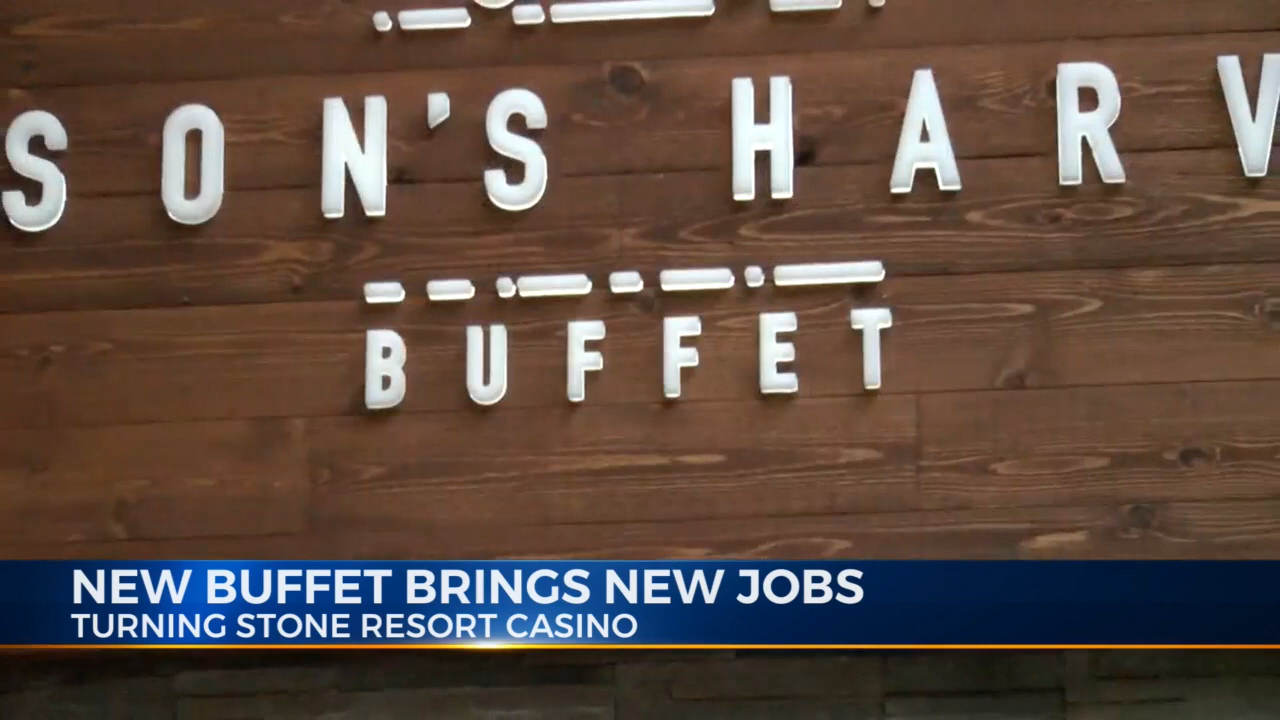 SON'S HARV
BUFFET
NEW BUFFET BRINGS NEW JOBS
TURNING STONE RESORT CASINO